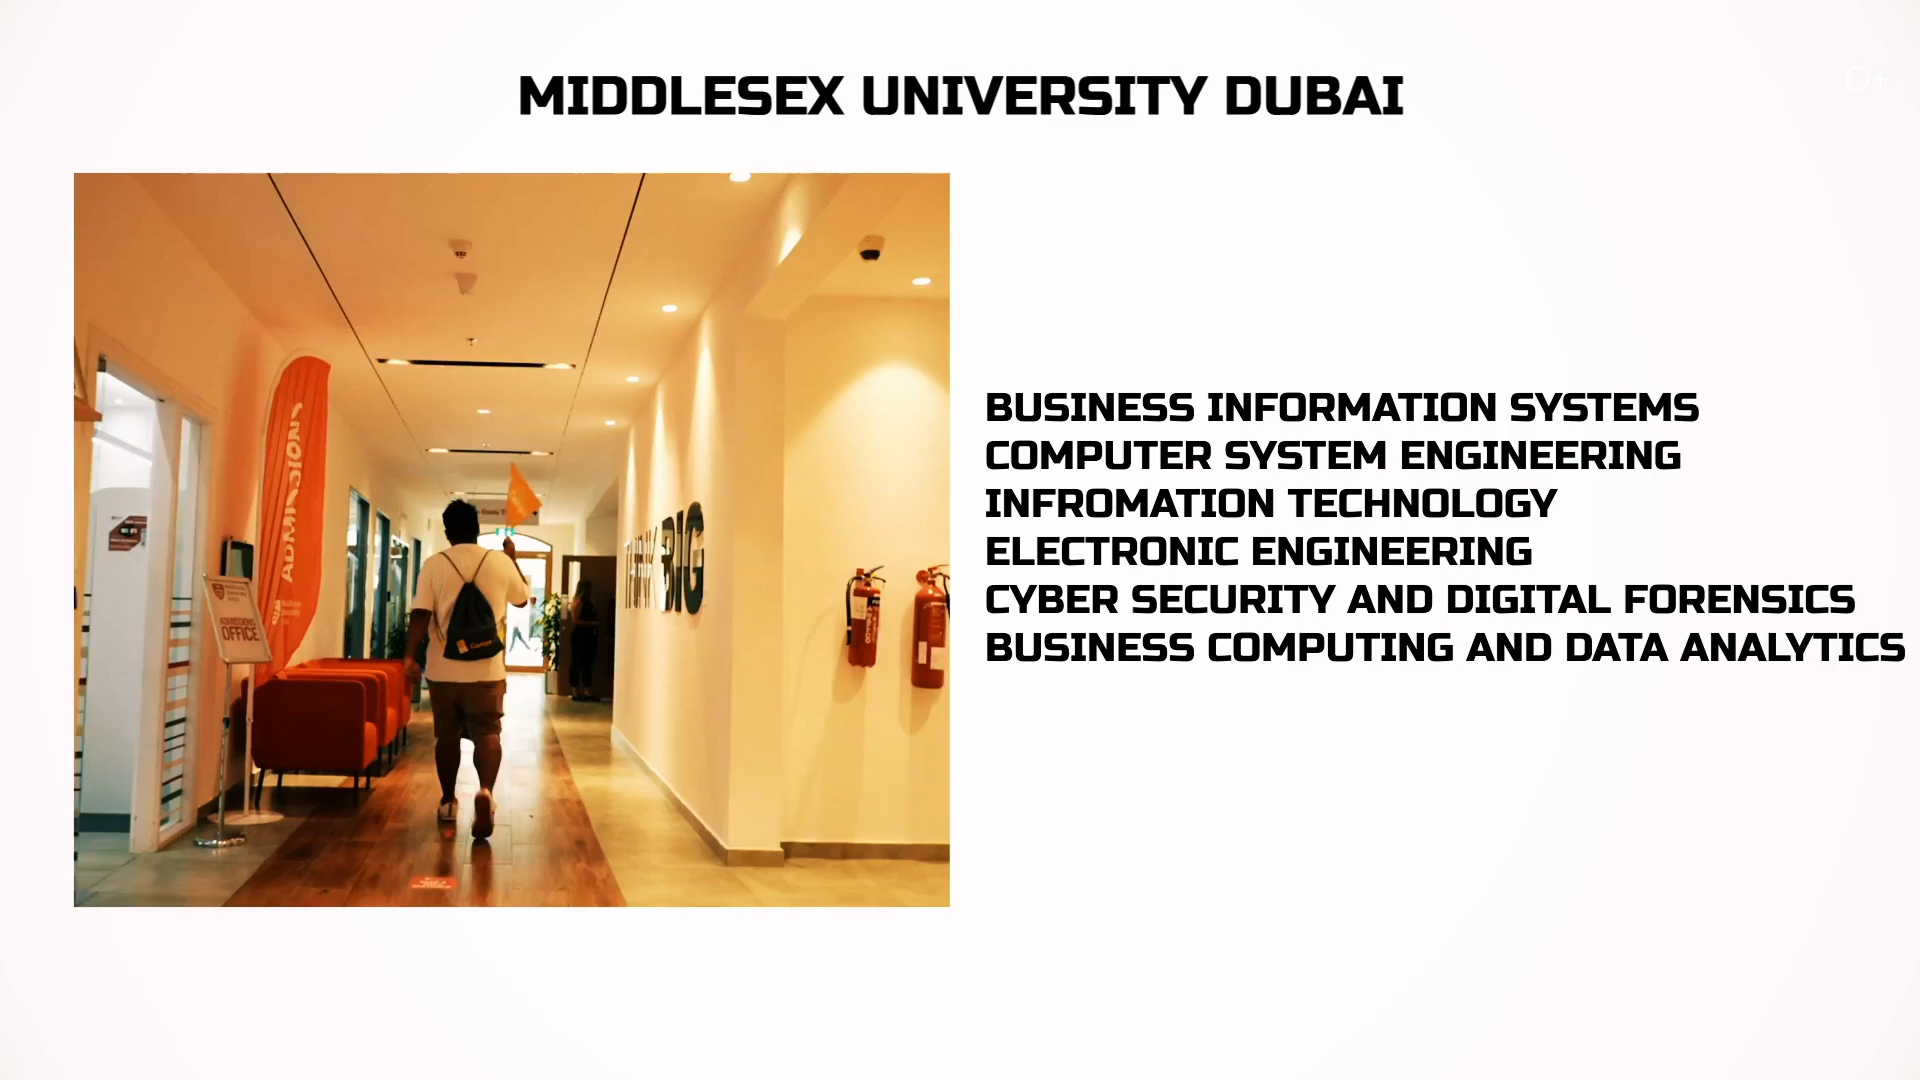 MIDDLESEX UNIVERSITY DUBAI
O+
BUSINESS INFORMATION SYSTEMS
COMPUTER SYSTEM ENGINEERING
INFROMATION TECHNOLOGY
ELECTRONIC ENGINEERING
CYBER SECURITY AND DIGITAL FORENSICS
BUSINESS COMPUTING AND DATA ANALYTICS
THINK BIG
ADMISSIONS
OFFICE